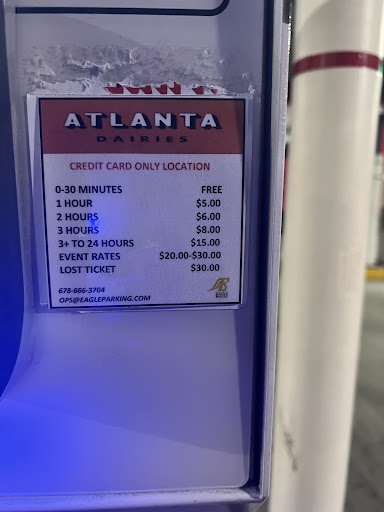 ATLANTA
DAIRIES
CREDIT CARD ONLY LOCATION
0-30 MINUTES FREE
1 HOUR $5.00
2 HOURS $6.00
3 HOURS $8.00
3+ TO 24 HOURS $15.00
EVENT RATES $20.00-$30.00
LOST TICKET $30.00
678-666-3704
OPS@EAGLEPARKING.COM